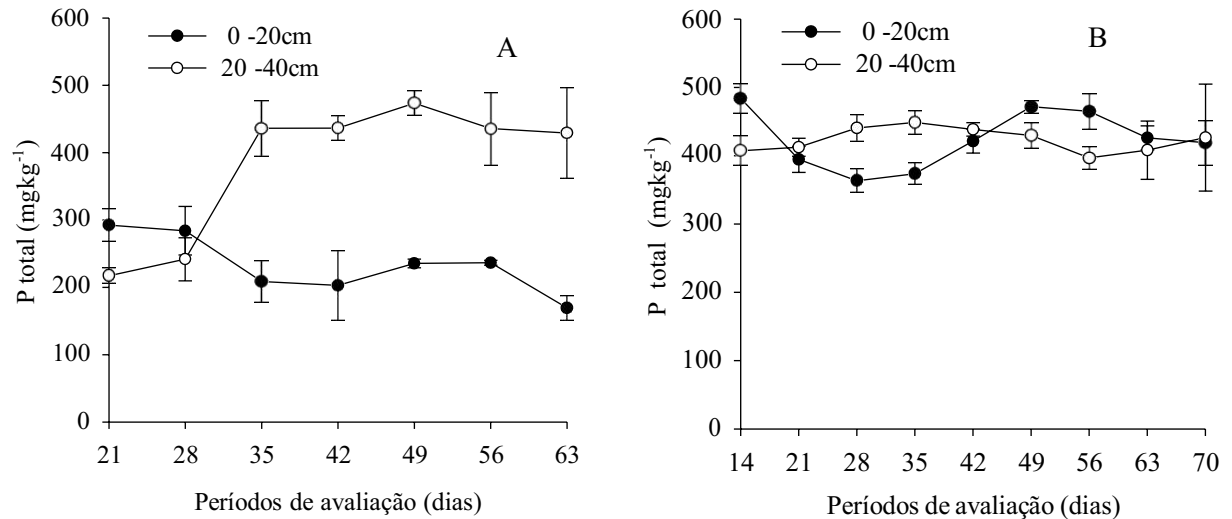 600
500
400
300
200
100
0
P total (mgkg-1)
0 -20cm
20 -40cm
A
21 28 35 42 49 56 63
Períodos de avaliação (dias)
600
500
400
300
200
100
0
P total (mgkg-1)
0 -20cm
20 -40cm
B
14 21 28 35 42 49 56 63 70
Períodos de avaliação (dias)